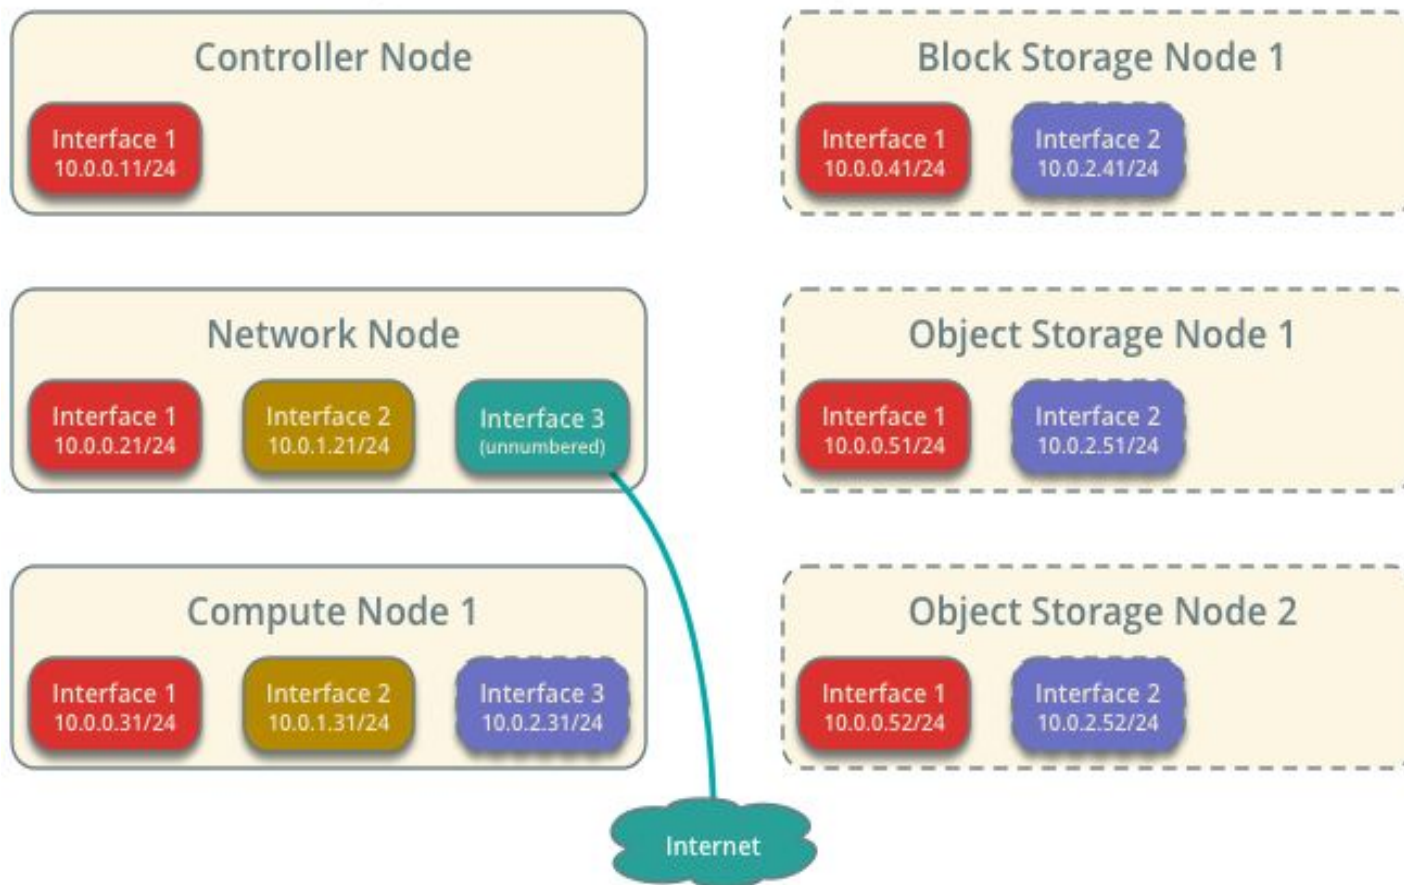 Controller Node
Interface 1
10.0.0.11/24
Block Storage Node 1
Interface 1
10.0.0.41/24
Interface 2
10.0.2.41/24
Network Node
Interface 1
10.0.0.21/24
Interface 2
10.0.1.21/24
Interface 3
(unnumbered)
Object Storage Node 1
Interface 1
10.0.0.51/24
Interface 2
10.0.2.51/24
Compute Node 1
Interface 1
10.0.0.31/24
Interface 2
10.0.1.31/24
Interface 3
10.0.2.31/24
Object Storage Node 2
Interface 1
10.0.0.52/24
Interface 2
10.0.2.52/24
Internet